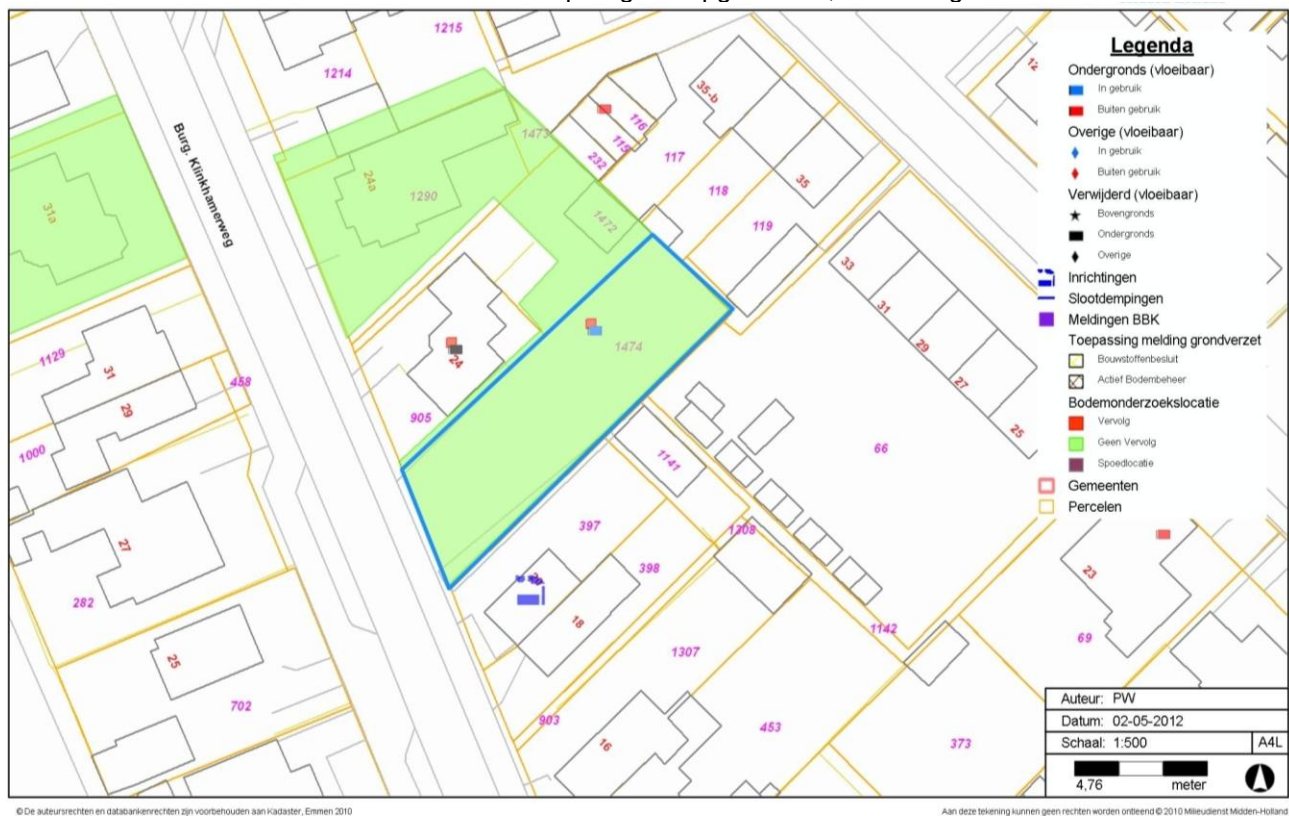 1215
1214
Burg. Klinkhamerweg
31a
24a
1290
1473
1472
116
115
232
35-b
117
118
119
35
33
31
29
27
25
1474
24
905
1129
31
29
458
1000
27
282
25
702
1141
397
398
18
1308
66
1142
1307
903
16
453
373
23
69
12
Legenda
Ondergronds (vloeibaar)
In gebruik
Buiten gebruik
Overige (vloeibaar)
In gebruik
Buiten gebruik
Verwijderd (vloeibaar)
Bovengronds
Ondergronds
Overige
Inrichtingen
Slootdempingen
Meldingen BBK
Toepassing melding grondverzet
Bouwstoffenbesluit
Actief Bodembeheer
Bodemonderzoekslocatie
Vervolg
Geen Vervolg
Spoedlocatie
Gemeenten
Percelen
Auteur: PW
Datum: 02-05-2012
Schaal: 1:500 A4L
4,76 meter
© De auteursrechten en databankenrechten zijn voorbehouden aan Kadaster, Emmen 2010
Aan deze tekening kunnen geen rechten worden ontleend © 2010 Milieudienst Midden-Holland